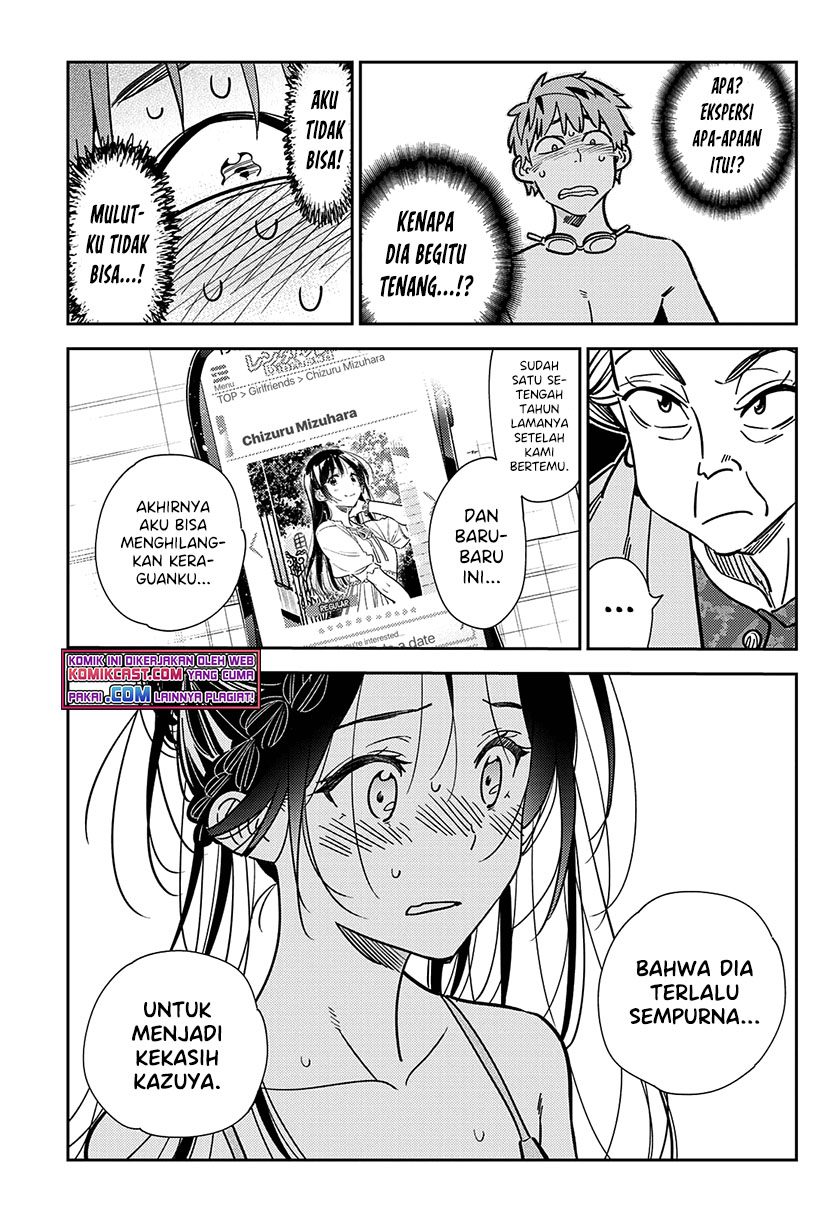 APA?
EKSPERSI
APA-APAAN
ITU!?
KENAPA
DIA BEGITU
TENANG...!?
AKU
TIDAK
BISA!
MULUT-
KU TIDAK
BISA...!
...
SUDAH
SATU SE-
TENGAH
TAHUN
LAMANYA
SETELAH
KAMI
BERTEMU.
DAN
BARU-
BARU
INI...
Menu
TOP > Girlfriends > Chizuru Mizuhara
Chizuru Mizuhara
REGULAR
a date
AKHIRNYA
AKU BISA
MENGHILANG-
KAN KERA-
GUANKU...
KOMIK INI DIKERJAKAN OLEH WEB
KOMIKCAST.COM YANG CUMA
PAKAI .COM LAINNYA PLAGIAT!
BAHWA DIA
TERLALU
SEMPURNA...
UNTUK
MENJADI
KEKASIH
KAZUYA.